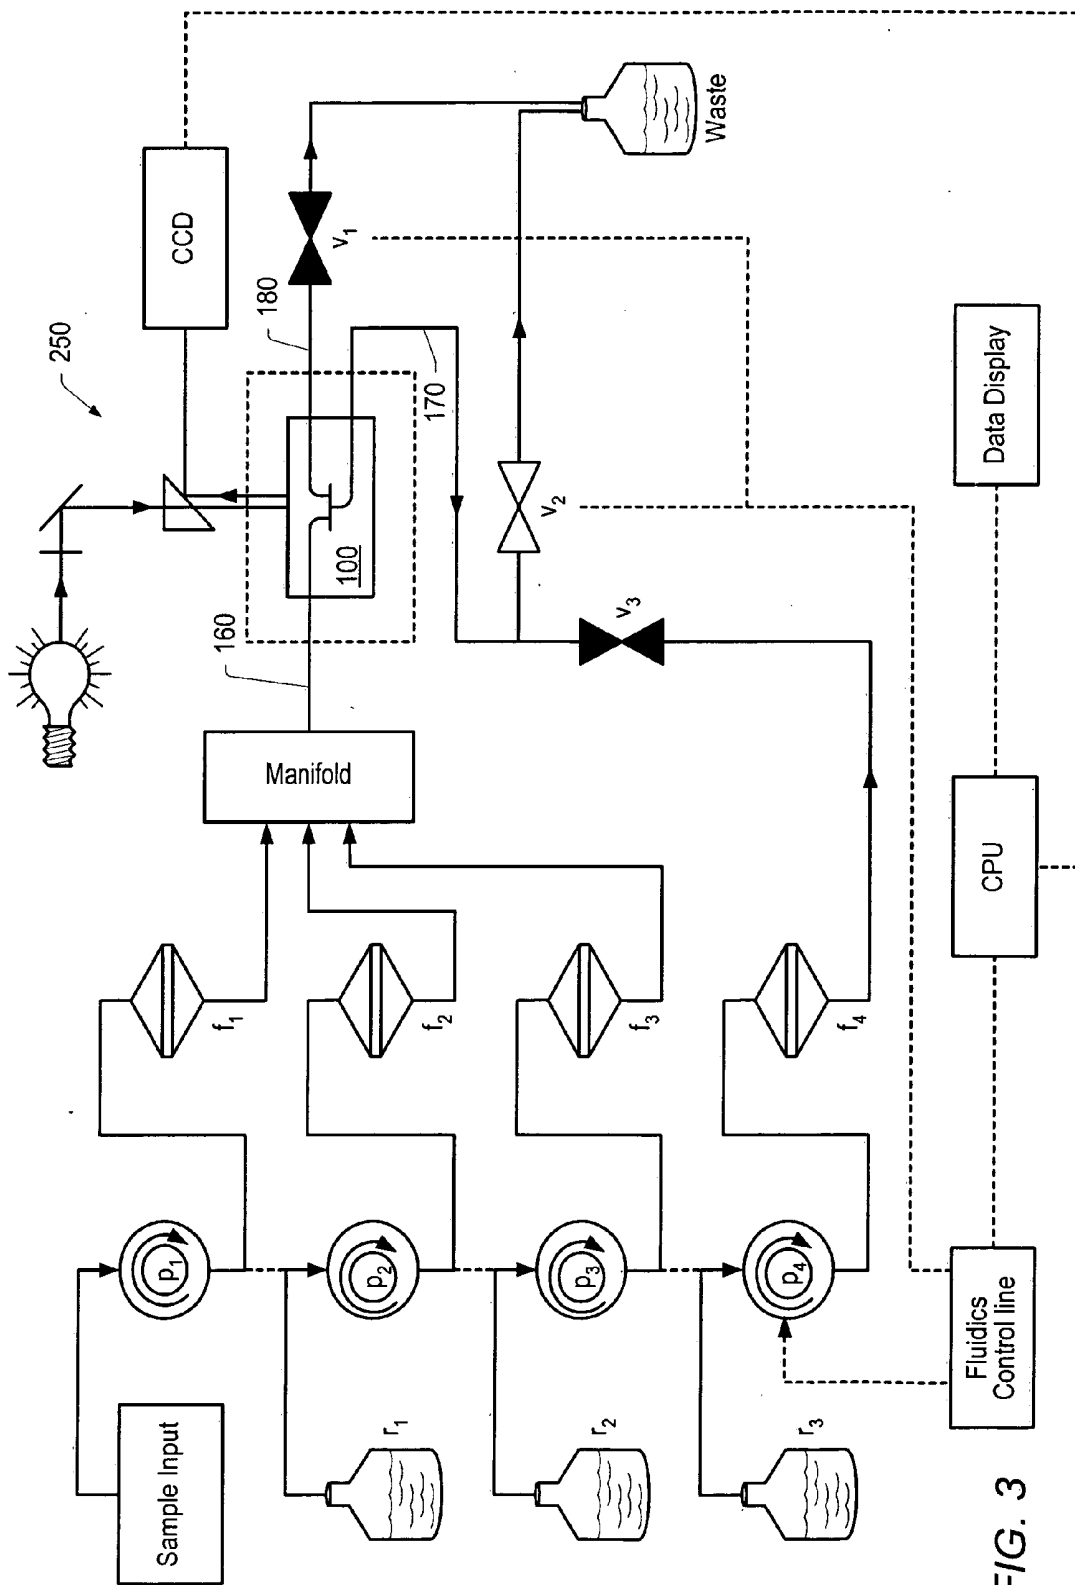 250
CCD
180
v1
Waste
160
100
170
v2
v3
Manifold
f1
f2
f3
f4
p1
p2
p3
p4
Sample Input
r1
r2
r3
Fluidics
Control line
CPU
Data Display
FIG. 3